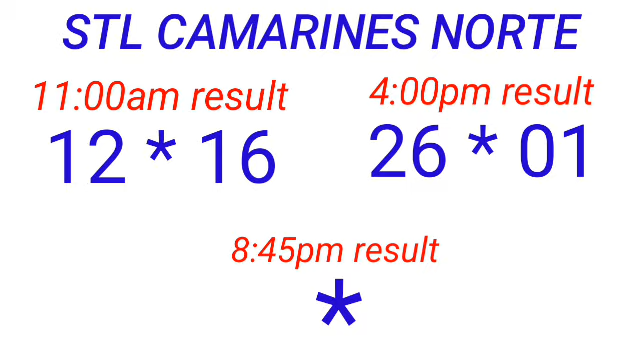 STL CAMARINES NORTE
11:00am result
12 * 16
4:00pm result
26 * 01
8:45pm result
*